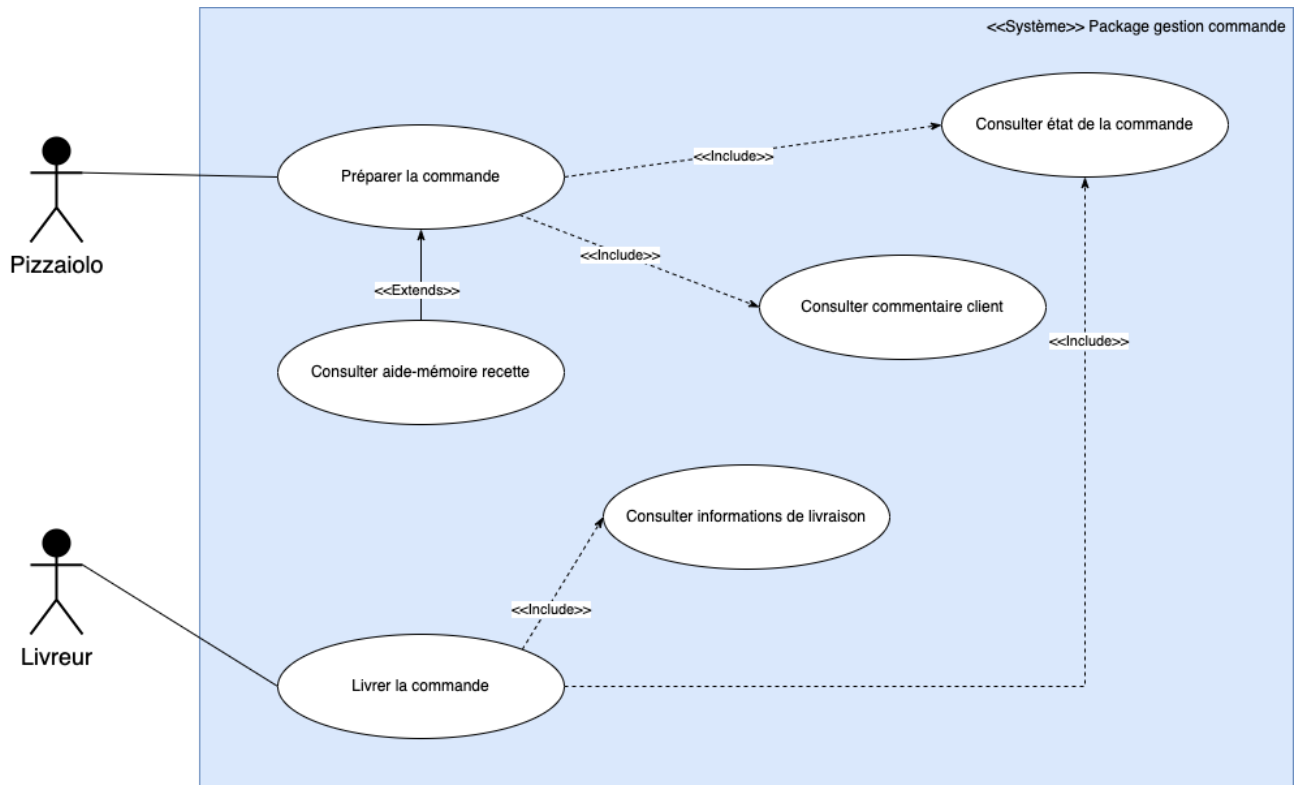 <<Système>> Package gestion commande
Consulter état de la commande
<<Include>>
Préparer la commande
Pizzaiolo
<<Include>>
<<Extends>>
Consulter commentaire client
<<Include>>
Consulter aide-mémoire recette
Consulter informations de livraison
<<Include>>
Livreur
Livrer la commande